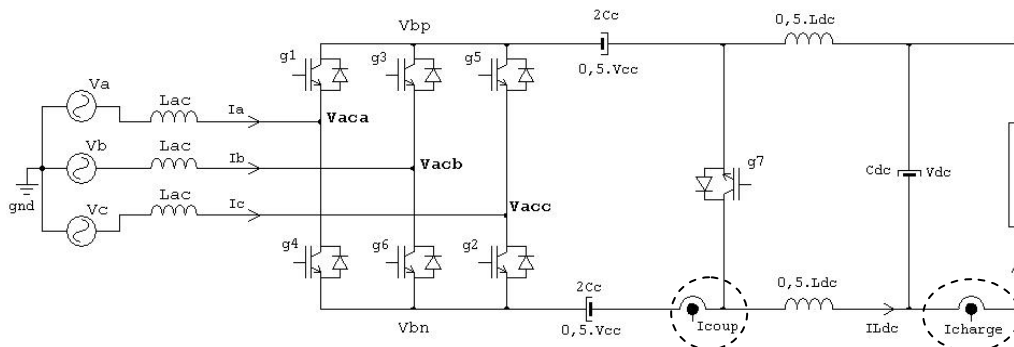 Vbp
2Cc
0,5.Ldc
g1
g3
g5
0,5.Vcc
Va
Lac
Ia
Vaca
Vb
Lac
Ib
Vacb
g7
Cdc
Vdc
gnd
Vc
Lac
Ic
Vacc
g4
g6
g2
2Cc
0,5.Ldc
Vbn
0,5.Vcc
Icoup
ILdc
Icharge